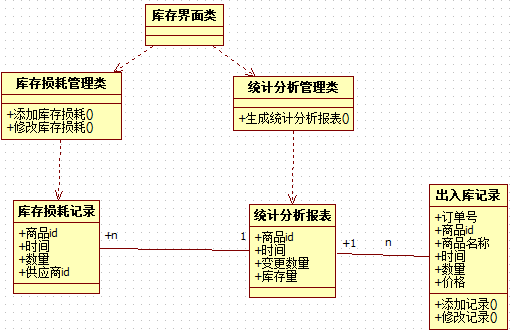 库存界面类
库存损耗管理类
+添加库存损耗()
+修改库存损耗()
统计分析管理类
+生成统计分析报表()
库存损耗记录
+商品id
+时间
+数量
+供应商id
+n
1
统计分析报表
+商品id
+时间
+变更数量
+库存量
+1
n
出入库记录
+订单号
+商品id
+商品名称
+时间
+数量
+价格
+添加记录()
+修改记录()